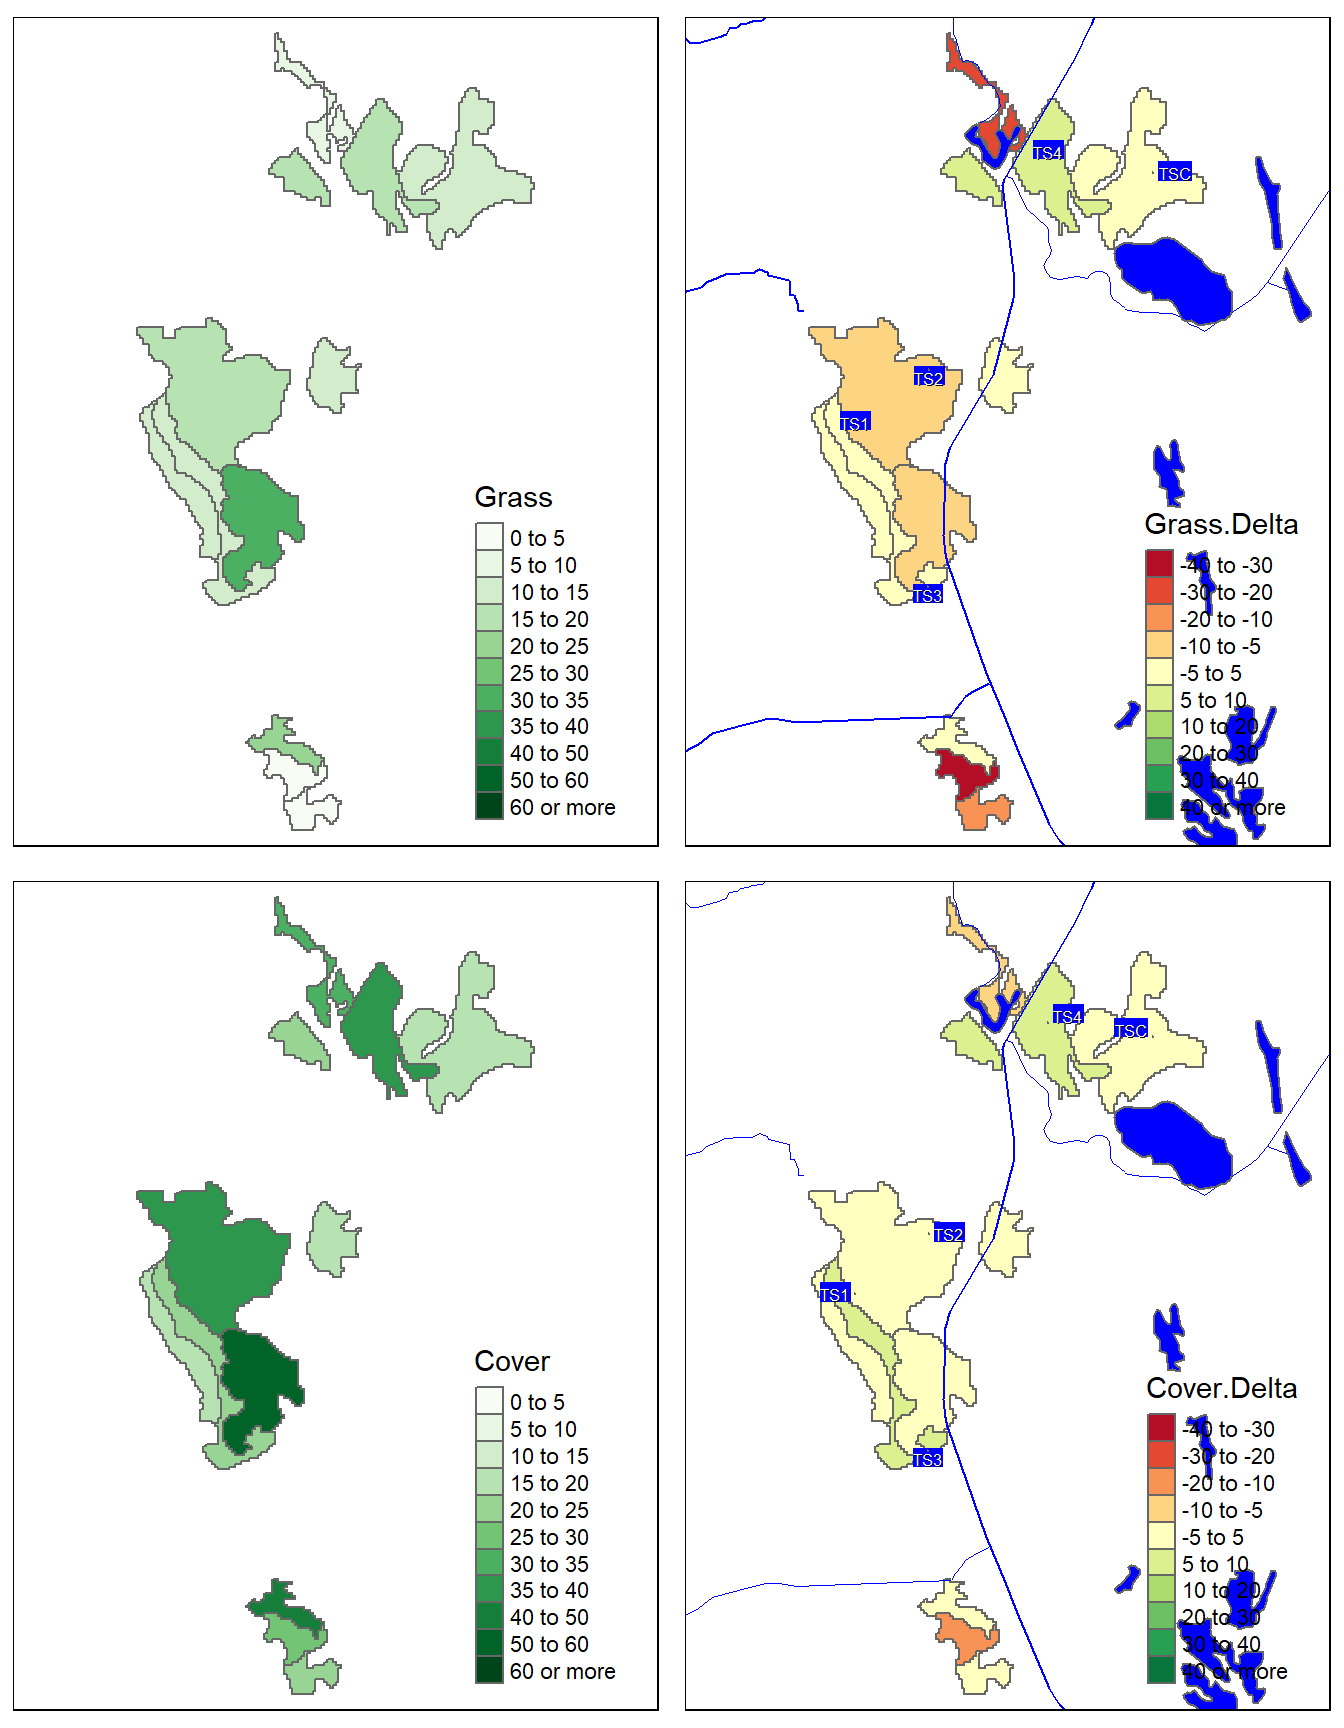 Grass
0 to 5
5 to 10
10 to 15
15 to 20
20 to 25
25 to 30
30 to 35
35 to 40
40 to 50
50 to 60
60 or more
TS4
TSC
TS2
TS1
TS3
Grass.Delta
-40 to -30
-30 to -20
-20 to -10
-10 to -5
-5 to 5
5 to 10
10 to 20
20 to 30
30 to 40
40 or more
Cover
0 to 5
5 to 10
10 to 15
15 to 20
20 to 25
25 to 30
30 to 35
35 to 40
40 to 50
50 to 60
60 or more
TS4
TSC
TS2
TS1
TS3
Cover.Delta
-40 to -30
-30 to -20
-20 to -10
-10 to -5
-5 to 5
5 to 10
10 to 20
20 to 30
30 to 40
40 or more